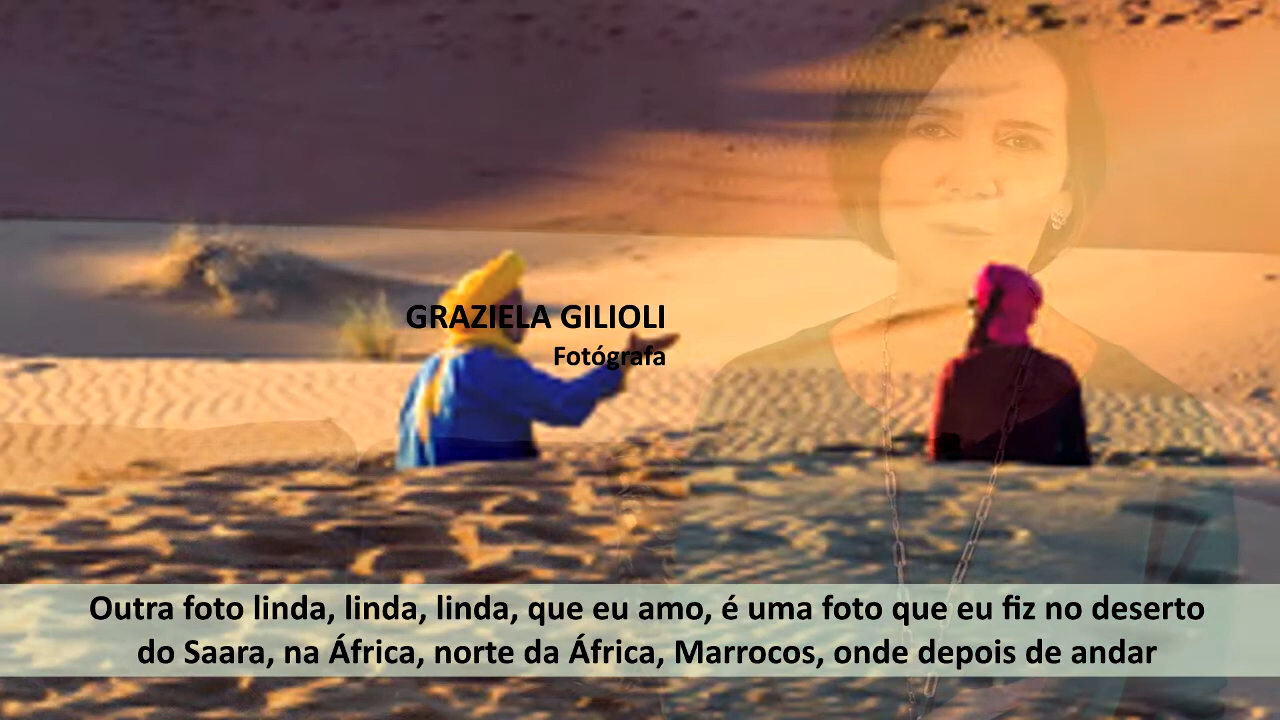 GRAZIELA GILIOLI
Fotógrafa
Outra foto linda, linda, linda, que eu amo, é uma foto que eu fiz no deserto
do Saara, na África, norte da África, Marrocos, onde depois de andar